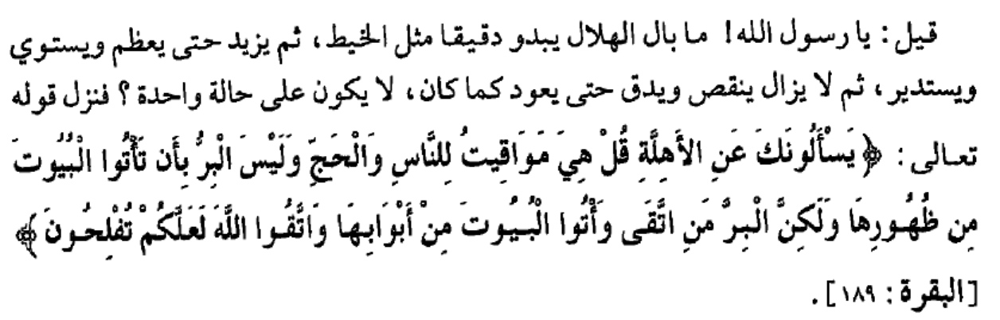 قيل : يا رسول الله! ما بال الهلال يبدو دقيقا مثل الخيط ، ثم يزيد حتى يعظم ويستوي
ويستدير ، ثم لا يزال ينقص ويدق حتى يعود كما كان ، لا يكون على حالة واحدة ؟ فنزل قوله
تعالى : ﴿ يَسْأَلُونَكَ عَنِ الأَهِلَّةِ قُلْ هِيَ مَوَاقِيتُ لِلنَّاسِ وَالْحَجِّ وَلَيْسَ الْبِرُّ بِأَن تَأْتُوا الْبُيُوتَ
مِن ظُهُورِهَا وَلَكِنَّ الْبِرَّ مَنِ اتَّقَى وَأْتُوا الْبُيُوتَ مِنْ أَبْوَابِهَا وَاتَّقُوا اللَّهَ لَعَلَّكُمْ تُفْلِحُونَ ﴾
[البقرة : ١٨٩] .